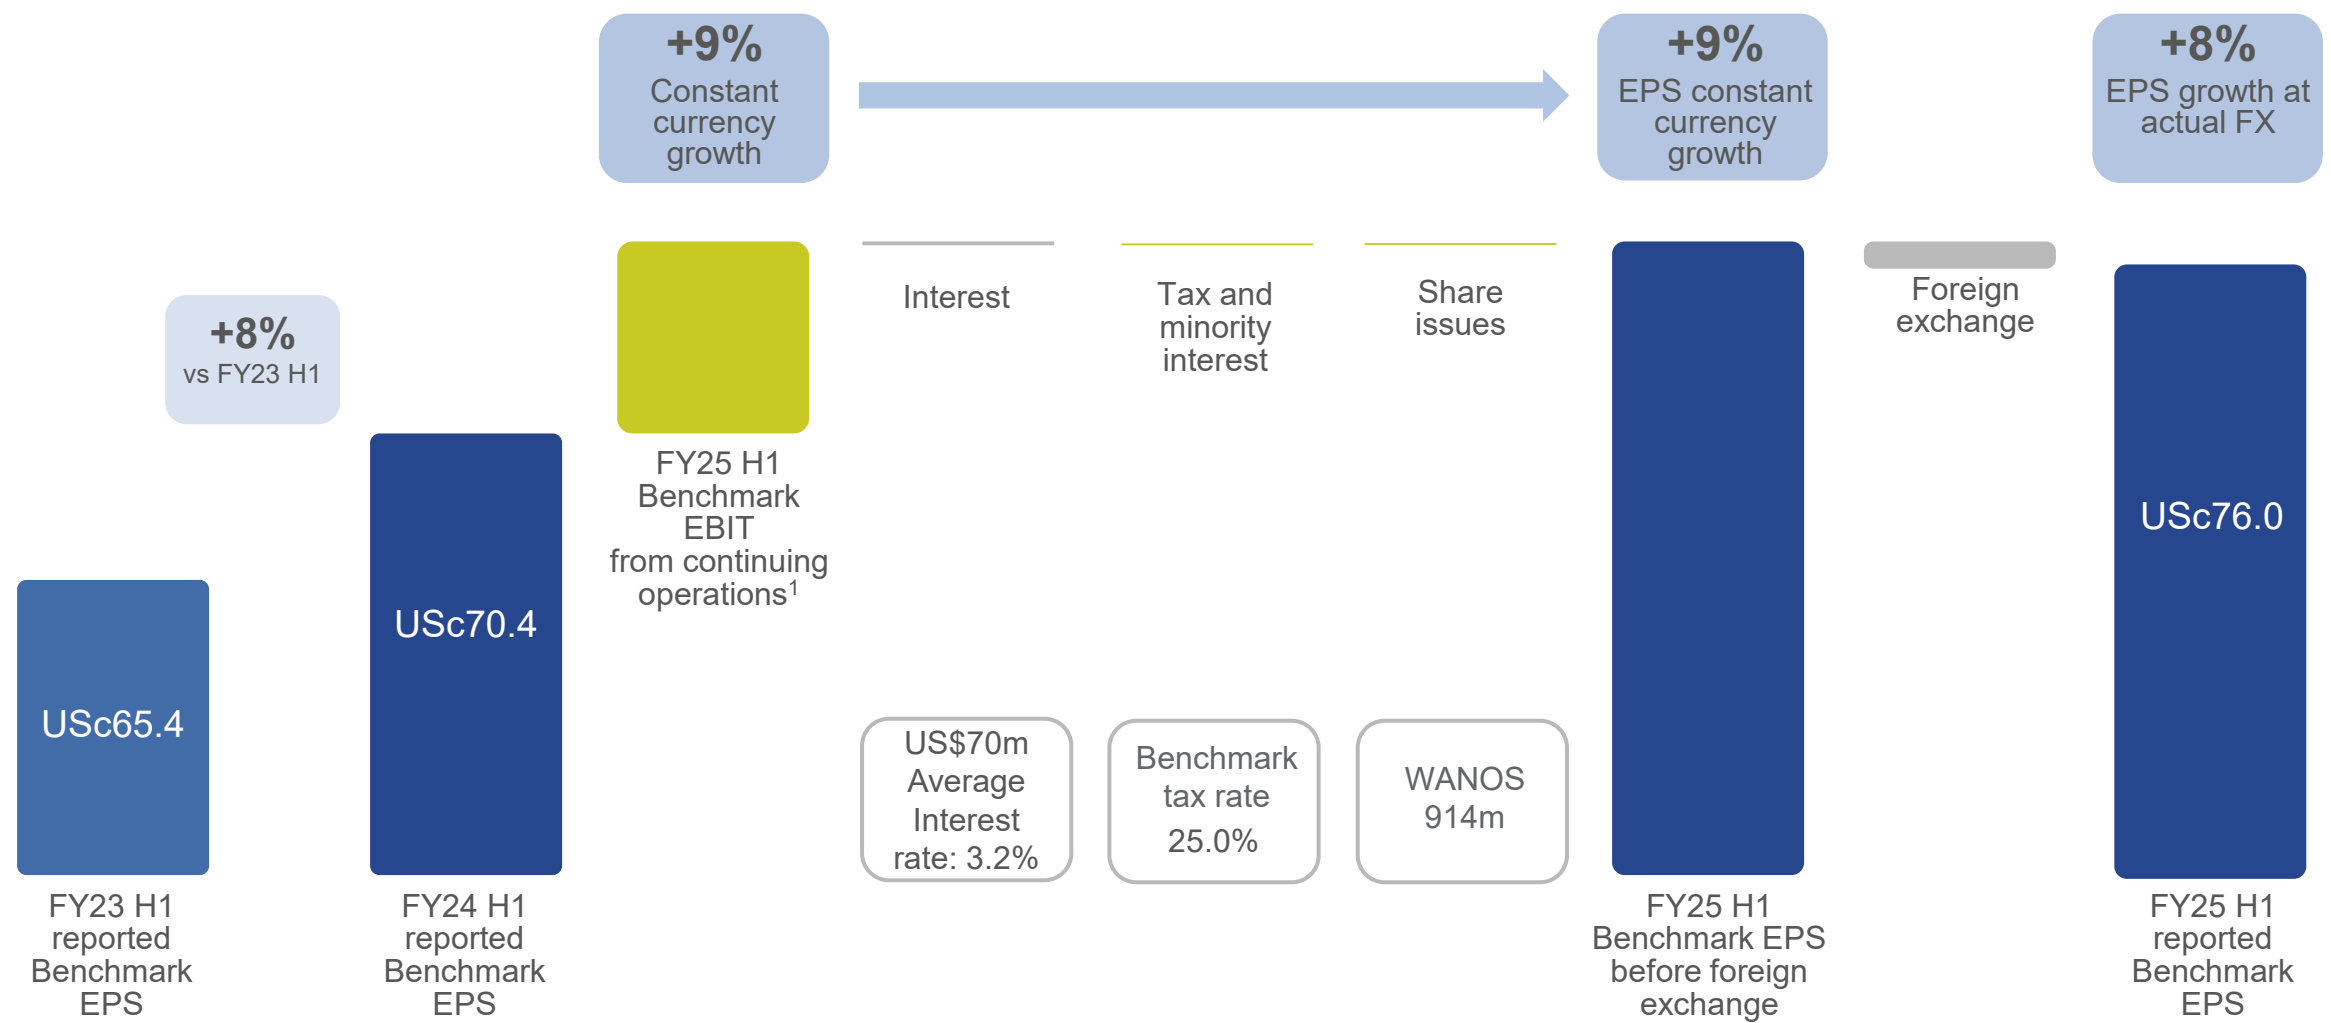 +9%
Constant
currency
growth
+9%
EPS constant
currency
growth
+8%
EPS growth at
actual FX
+8%
vs FY23 H1
Interest
Tax and
minority
interest
Share
issues
Foreign
exchange
FY25 H1
Benchmark
EBIT
from continuing
operations¹
USc65.4
USc70.4
USc76.0
US$70m
Average
Interest
rate: 3.2%
Benchmark
tax rate
25.0%
WANOS
914m
FY23 H1
reported
Benchmark
EPS
FY24 H1
reported
Benchmark
EPS
FY25 H1
Benchmark EPS
before foreign
exchange
FY25 H1
reported
Benchmark
EPS